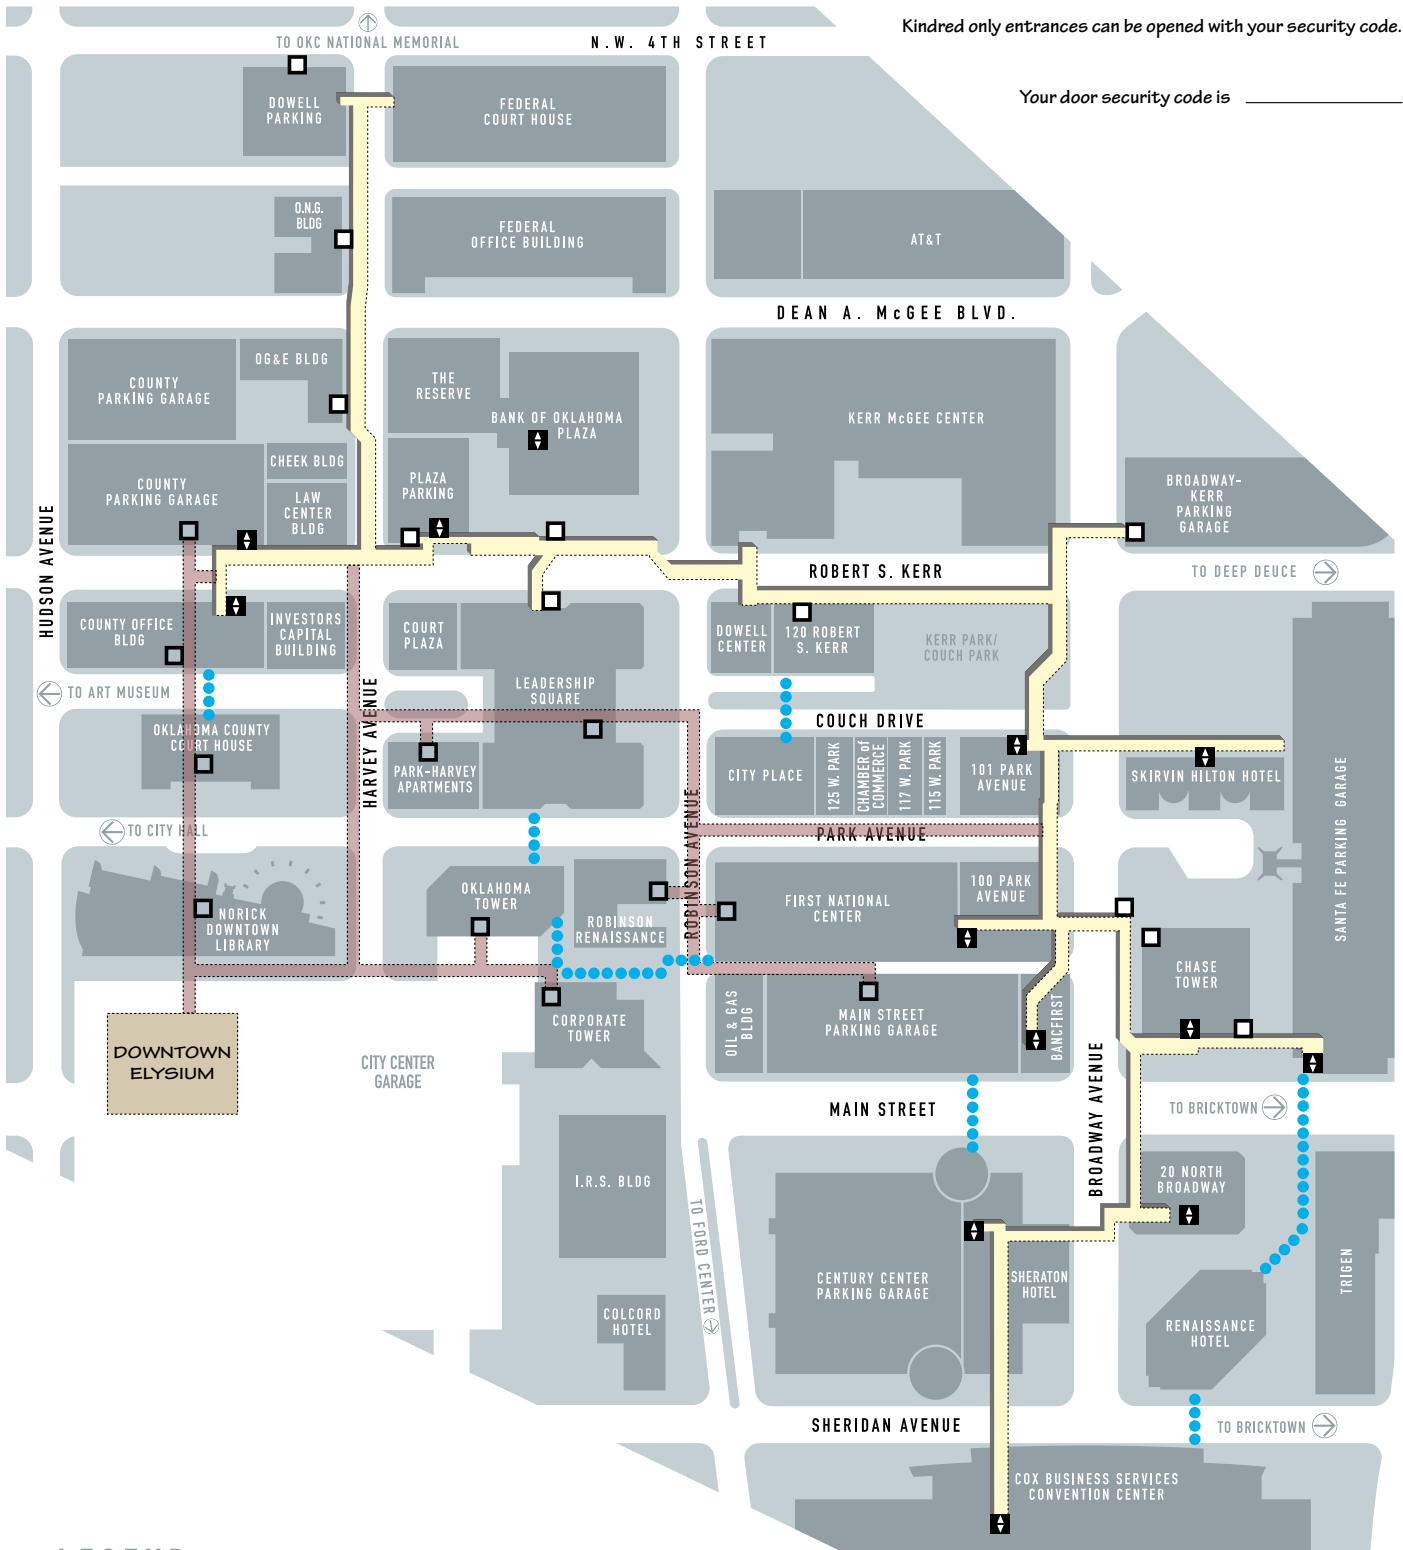 Kindred only entrances can be opened with your security code.
Your door security code is
TO OKC NATIONAL MEMORIAL
N.W. 4TH STREET
DOWELL
PARKING
FEDERAL
COURT HOUSE
O.N.G.
BLDG
FEDERAL
OFFICE BUILDING
AT&T
DEAN A. McGEE BLVD.
OG&E BLDG
COUNTY
PARKING GARAGE
THE
RESERVE
BANK OF OKLAHOMA
PLAZA
KERR McGEE CENTER
CHEEK BLDG
COUNTY
PARKING GARAGE
LAW
CENTER
BLDG
PLAZA
PARKING
BROADWAY-
KERR
PARKING
GARAGE
HUDSON AVENUE
ROBERT S. KERR
TO DEEP DEUCE
COUNTY OFFICE
BLDG
INVESTORS
CAPITAL
BUILDING
COURT
PLAZA
DOWELL
CENTER
120 ROBERT
S. KERR
KERR PARK/
COUCH PARK
TO ART MUSEUM
LEADERSHIP
SQUARE
HARVEY AVENUE
COUCH DRIVE
OKLAHOMA COUNTY
COURT HOUSE
PARK-HARVEY
APARTMENTS
CITY PLACE
125 W. PARK
CHAMBER of
COMMERCE
117 W. PARK
115 W. PARK
101 PARK
AVENUE
SKIRVIN HILTON HOTEL
SANTA FE PARKING GARAGE
TO CITY HALL
ROBINSON AVENUE
PARK AVENUE
OKLAHOMA
TOWER
100 PARK
AVENUE
FIRST NATIONAL
CENTER
NORICK
DOWNTOWN
LIBRARY
ROBINSON
RENAISSANCE
CHASE
TOWER
OIL & GAS
BLDG
MAIN STREET
PARKING GARAGE
BANCFIRST
CORPORATE
TOWER
DOWNTOWN
ELYSIUM
CITY CENTER
GARAGE
MAIN STREET
BROADWAY AVENUE
TO BRICKTOWN
I.R.S. BLDG
20 NORTH
BROADWAY
TO FORD CENTER
CENTURY CENTER
PARKING GARAGE
SHERATON
HOTEL
TRIGEN
COLCORD
HOTEL
RENAISSANCE
HOTEL
SHERIDAN AVENUE
TO BRICKTOWN
COX BUSINESS SERVICES
CONVENTION CENTER
LEGEND